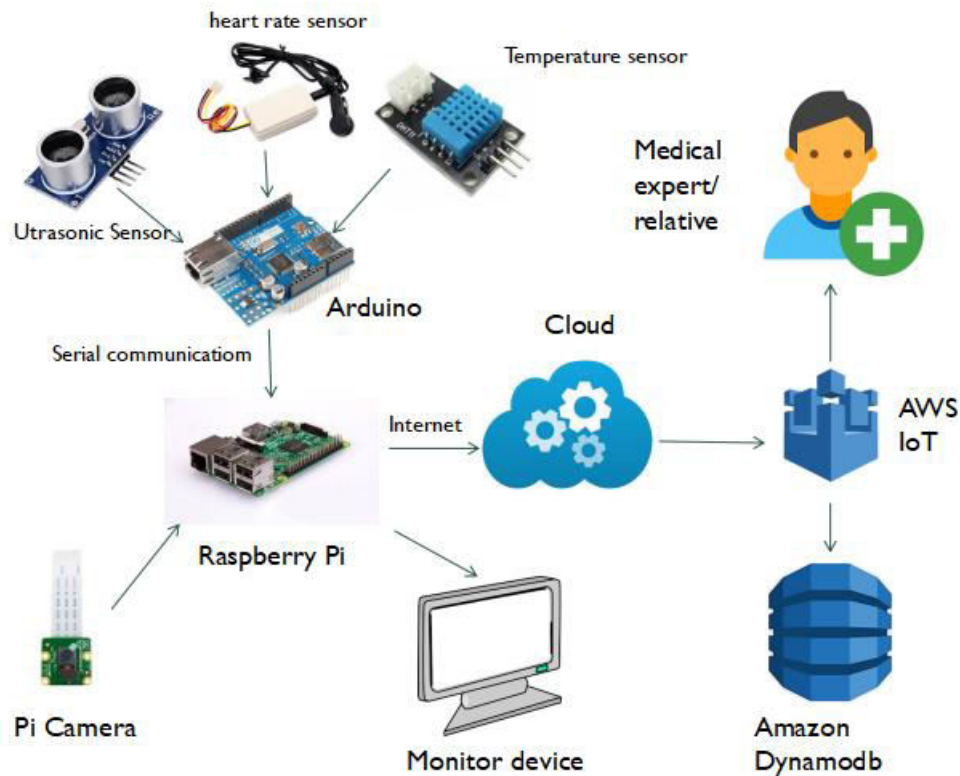 heart rate sensor
Temperature sensor
DHT11
Medical
expert/
relative
Utrasonic Sensor
Arduino
Cloud
Serial communicatiom
Internet
AWS
IoT
Raspberry Pi
Pi Camera
Monitor device
Amazon
Dynamodb